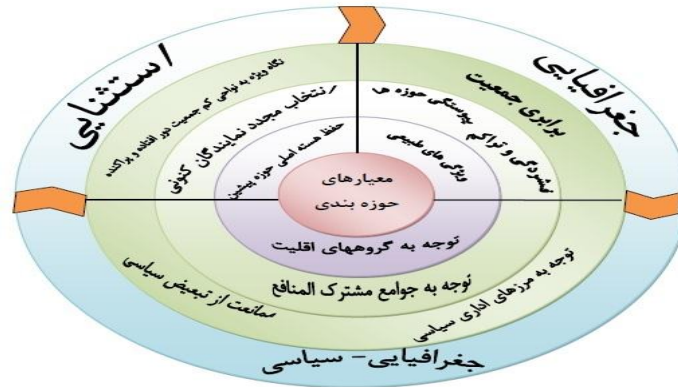 استثنایی
نگاه ویژه به نواحی کم جمعیت دور افتاده و پراکنده
انتخاب مجدد نمایندگان کنونی
حفظ هسته اصلی حوزه پیشین
جغرافیایی
برابری جمعیت
پیوستگی حوزه ها
فشردگی و تراکم
ویژگی های طبیعی
معیارهای
حوزه بندی
توجه به گروههای اقلیت
توجه به جوامع مشترک المنافع
ممانعت از تبعیض سیاسی
توجه به مرزهای اداری سیاسی
جغرافیایی- سیاسی